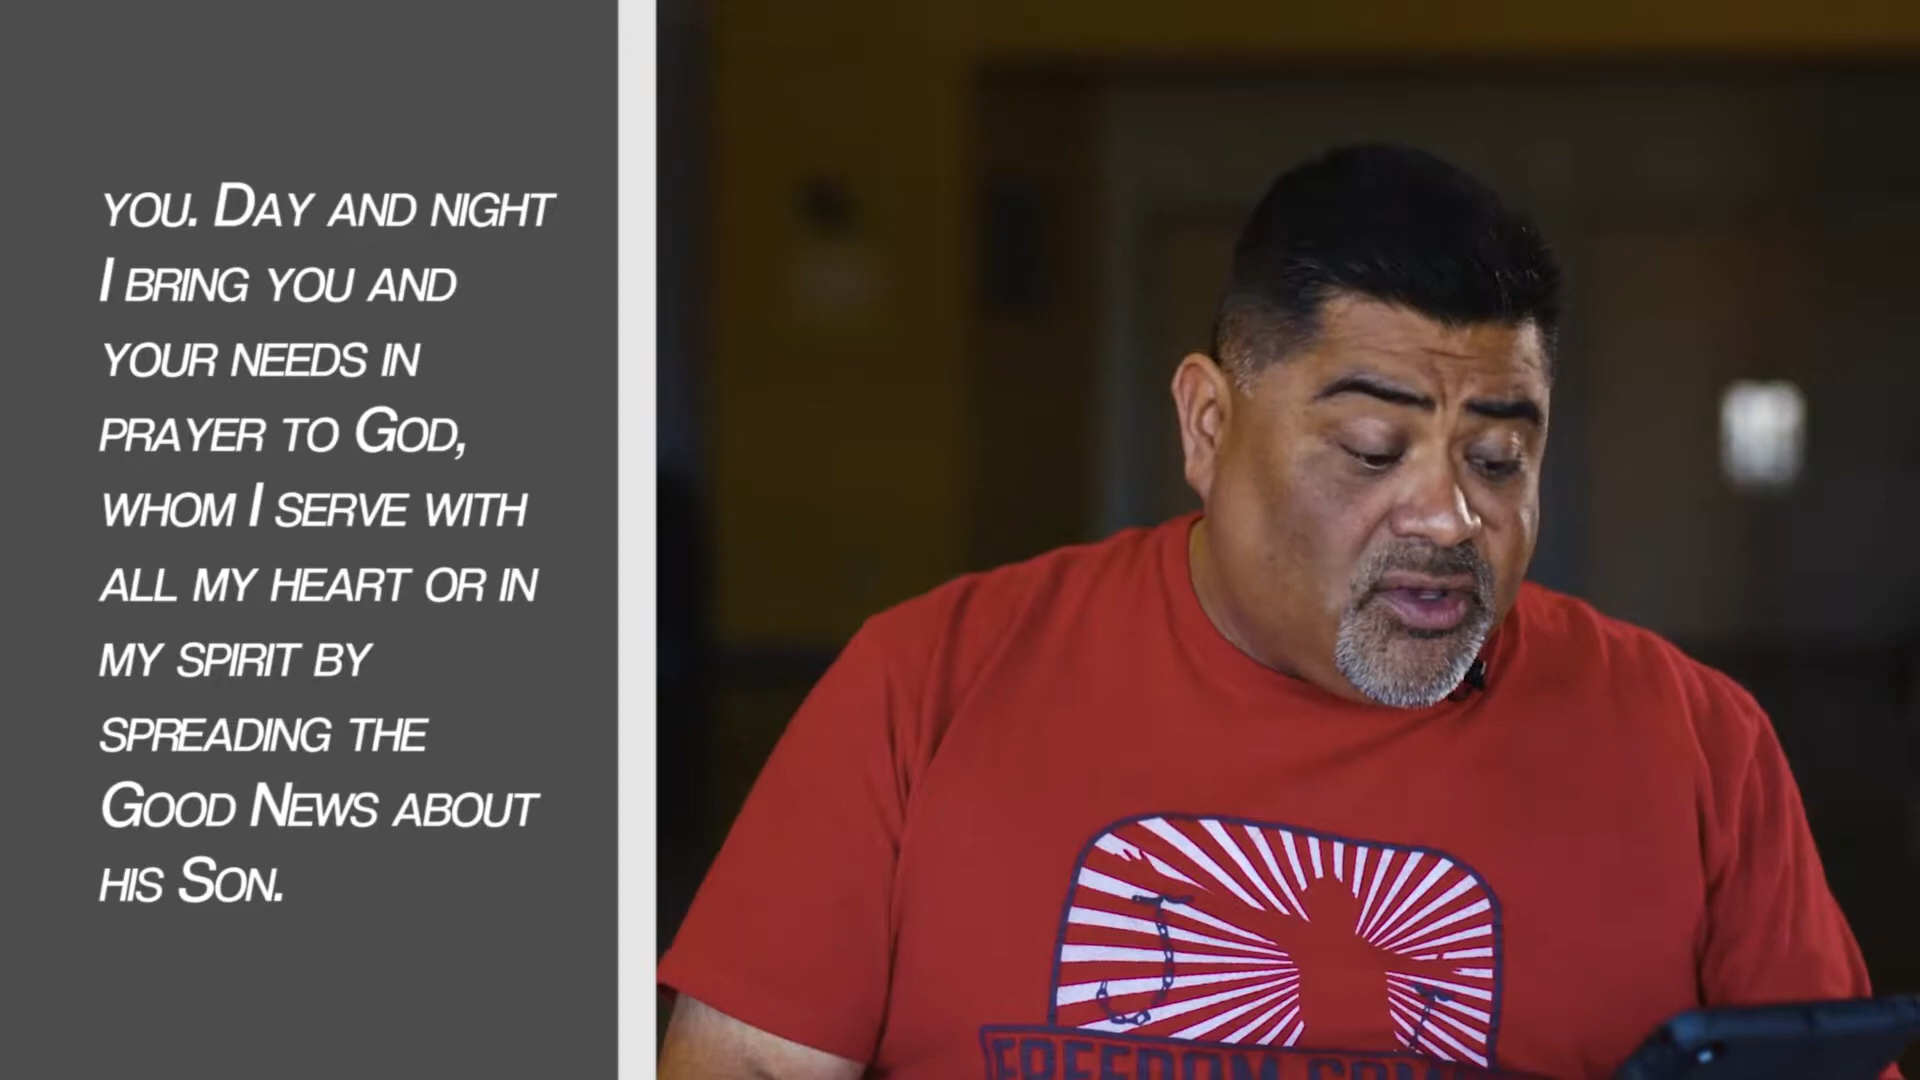 you. Day and night
I bring you and
your needs in
prayer to God,
whom I serve with
all my heart or in
my spirit by
spreading the
Good News about
his Son.
FREEDOM